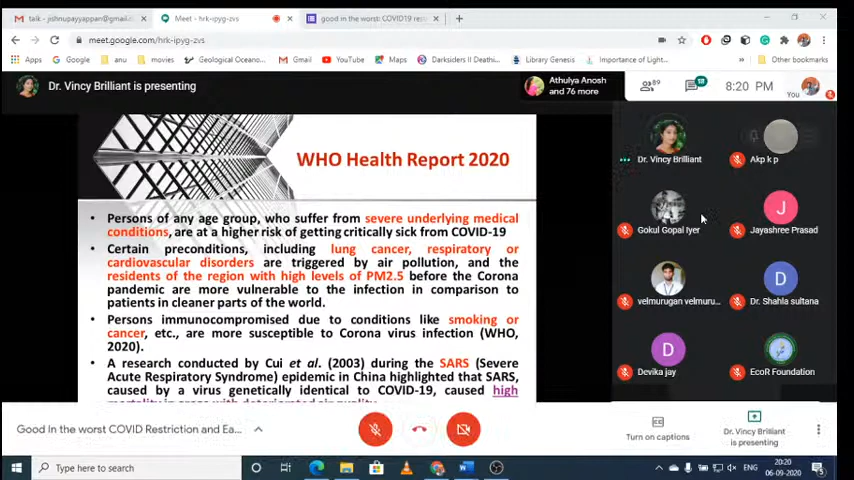 talk - jishnupayyappan@gmail.c
Meet - hrk-ipyg-zvs
good in the worst: COVID19 rest
meet.google.com/hrk-ipyg-zvs
Apps
Google
anu
movies
Geological Oceano...
Gmail
YouTube
Maps
Darksiders II Deathi...
Library Genesis
Importance of Light...
Other bookmarks
Dr. Vincy Brilliant is presenting
Athulya Anosh
and 76 more
89
18
8:20 PM
You
WHO Health Report 2020
• Persons of any age group, who suffer from severe underlying medical
conditions, are at a higher risk of getting critically sick from COVID-19
• Certain preconditions, including lung cancer, respiratory or
cardiovascular disorders are triggered by air pollution, and the
residents of the region with high levels of PM2.5 before the Corona
pandemic are more vulnerable to the infection in comparison to
patients in cleaner parts of the world.
• Persons immunocompromised due to conditions like smoking or
cancer, etc., are more susceptible to Corona virus infection (WHO,
2020).
• A research conducted by Cui et al. (2003) during the SARS (Severe
Acute Respiratory Syndrome) epidemic in China highlighted that SARS,
caused by a virus genetically identical to COVID-19, caused high
Dr. Vincy Brilliant
Akp k p
Gokul Gopal Iyer
J
Jayashree Prasad
velmurugan velmuru...
D
Dr. Shahla sultana
D
Devika jay
EcoR Foundation
Good In the worst COVID Restriction and Ea...
Turn on captions
Dr. Vincy Brilliant
is presenting
Type here to search
ENG
20:20
06-09-2020